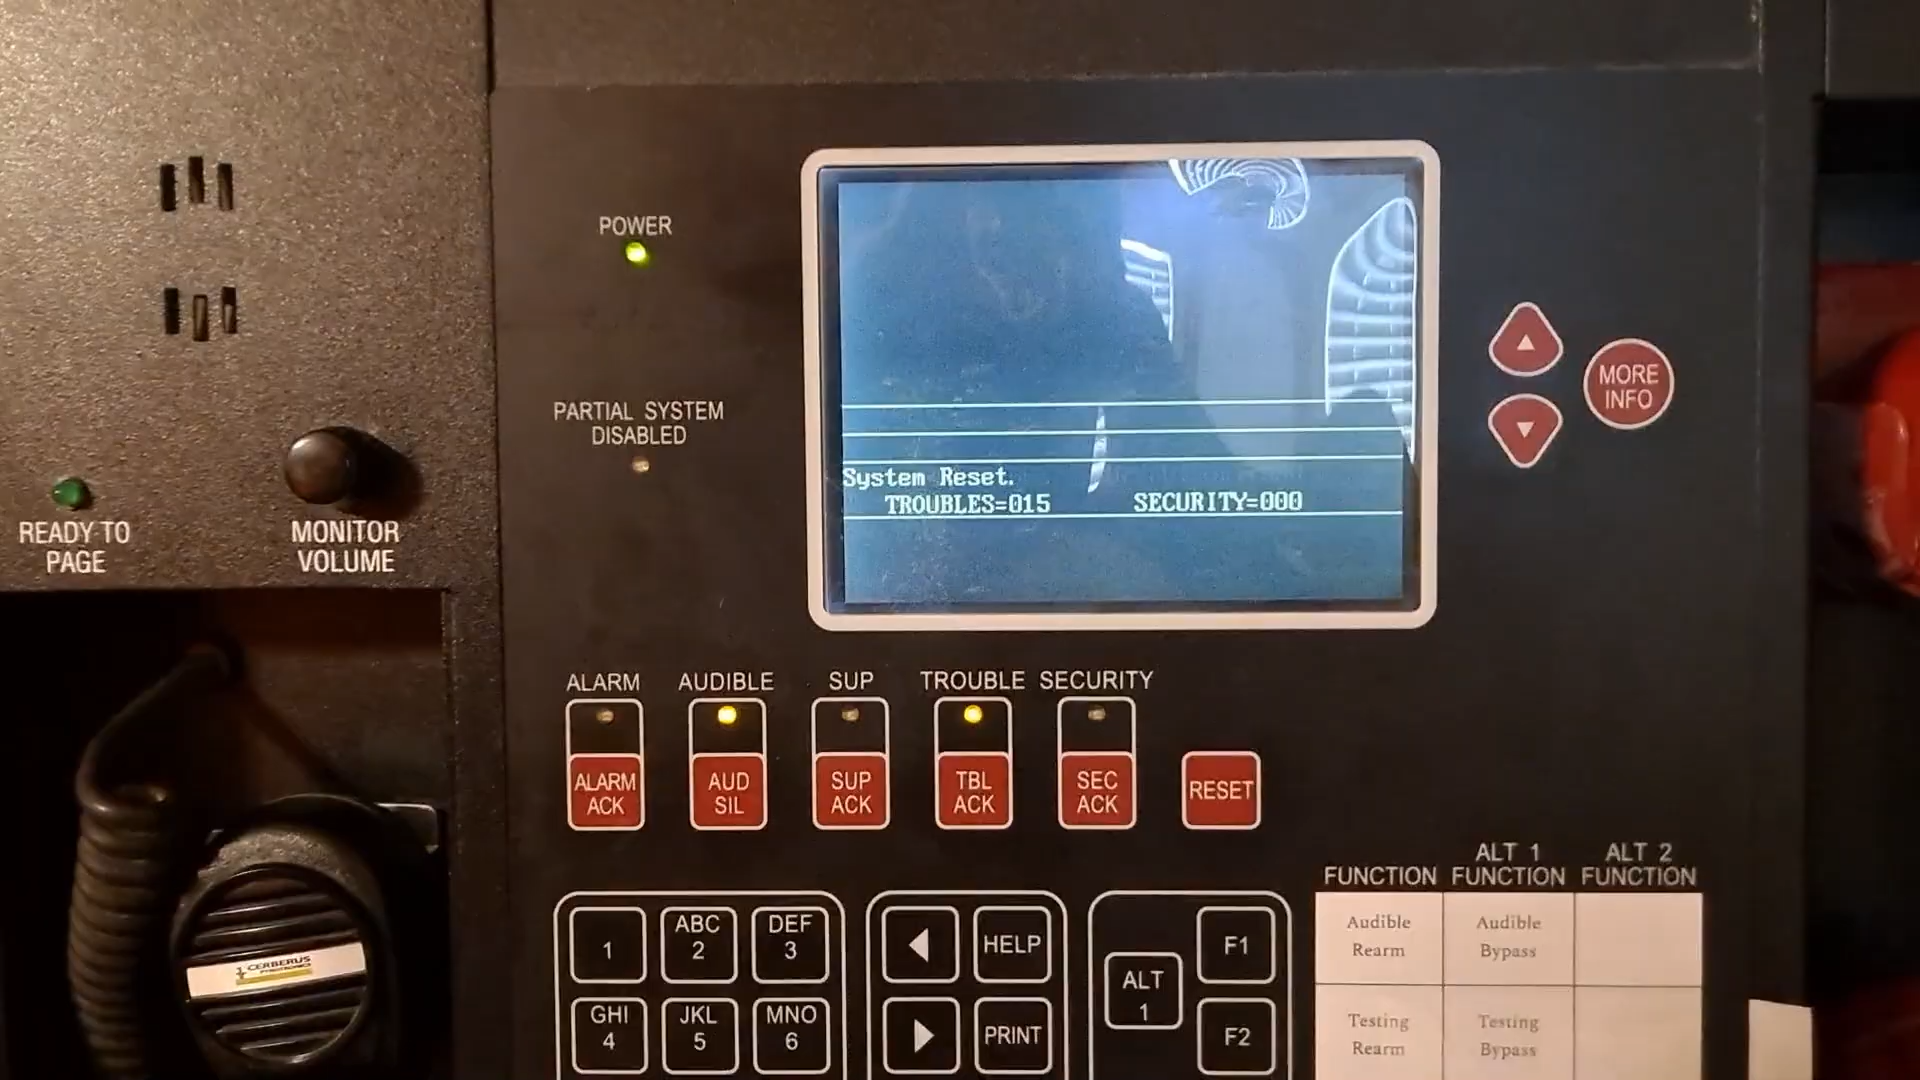 POWER
PARTIAL SYSTEM
DISABLED
READY TO
PAGE
MONITOR
VOLUME
System Reset.
TROUBLES=015 SECURITY=000
MORE
INFO
ALARM AUDIBLE SUP TROUBLE SECURITY
ALARM
ACK
AUD
SIL
SUP
ACK
TBL
ACK
SEC
ACK
RESET
FUNCTION
ALT 1
FUNCTION
ALT 2
FUNCTION
Audible
Rearm
Audible
Bypass
Testing
Rearm
Testing
Bypass
1
ABC
2
DEF
3
GHI
4
JKL
5
MNO
6
HELP
PRINT
ALT
1
F1
F2
CERBERUS
PYROTRONICS